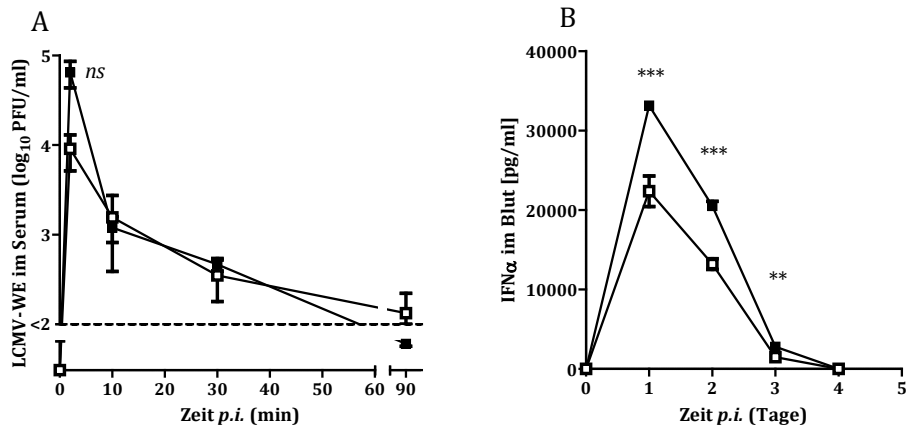 A
LCMV-WE im Serum (log10 PFU/ml)
5
4
3
<2
ns
0 10 20 30 40 50 60 90
Zeit p.i. (min)
B
IFNα im Blut [pg/ml]
40000
30000
20000
10000
0
***
***
**
0 1 2 3 4 5
Zeit p.i. (Tage)